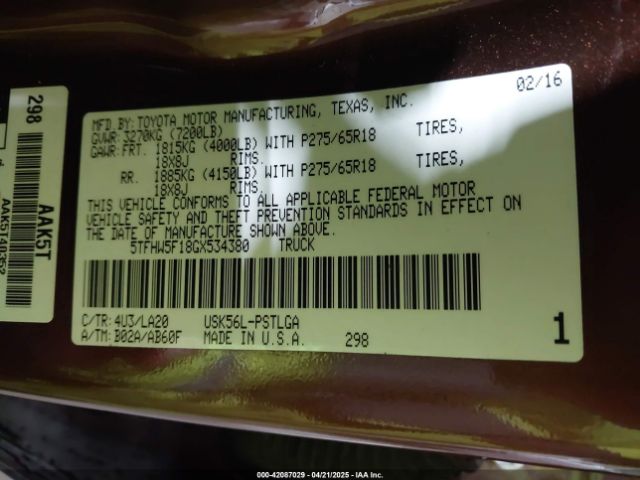 02/16
MFD BY: TOYOTA MOTOR MANUFACTURING, TEXAS, INC.
GVWR 3270KG (7200LB)
GAWR: FRT. 1815KG (4000LB) WITH P275/65R18 TIRES,
18X8J RIMS.
RR. 1885KG (4150LB) WITH P275/65R18 TIRES,
18X8J RIMS.
THIS VEHICLE CONFORMS TO ALL APPLICABLE FEDERAL MOTOR
VEHICLE SAFETY AND THEFT PREVENTION STANDARDS IN EFFECT ON
THE DATE OF MANUFACTURE SHOWN ABOVE.
5TFHW5F18GX534380 TRUCK
C/TR: 4U3/LA20 USK56L-PSTLGA
A/TM: B02A/AB60F MADE IN U.S.A. 298
1
298
AAK5T
AAK5T40352
000-42087029 - 04/21/2025 - IAA Inc.